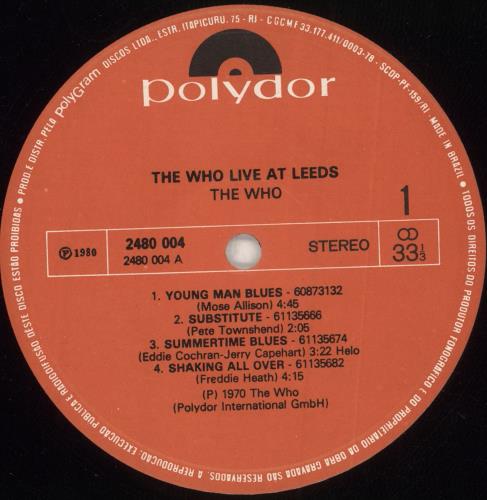 PROD. E DISTR. PELA polyGram DISCOS LTDA., ESTR. ITAPICURU, 75 - RJ - CGCMF 33.177.411/0003-78 - SCDP-PF-159/RJ - MADE IN BRAZIL •
polydor
THE WHO LIVE AT LEEDS
THE WHO
1
Ⓟ 1980
2480 004
2480 004 A
STEREO
33 1/3
1. YOUNG MAN BLUES - 60873132
(Mose Allison) 4:45
2. SUBSTITUTE - 61135666
(Pete Townshend) 2:05
3. SUMMERTIME BLUES - 61135674
(Eddie Cochran-Jerry Capehart) 3:22 Helo
4. SHAKING ALL OVER - 61135682
(Freddie Heath) 4:15
(P) 1970 The Who
(Polydor International GmbH)
TODOS OS DIREITOS DO PRODUTOR FONOGRÁFICO E DO PROPRIETÁRIO DA OBRA GRAVADA SÃO RESERVADOS. A REPRODUÇÃO, EXECUÇÃO PÚBLICA E RADIODIFUSÃO DESTE DISCO ESTÃO PROIBIDAS •